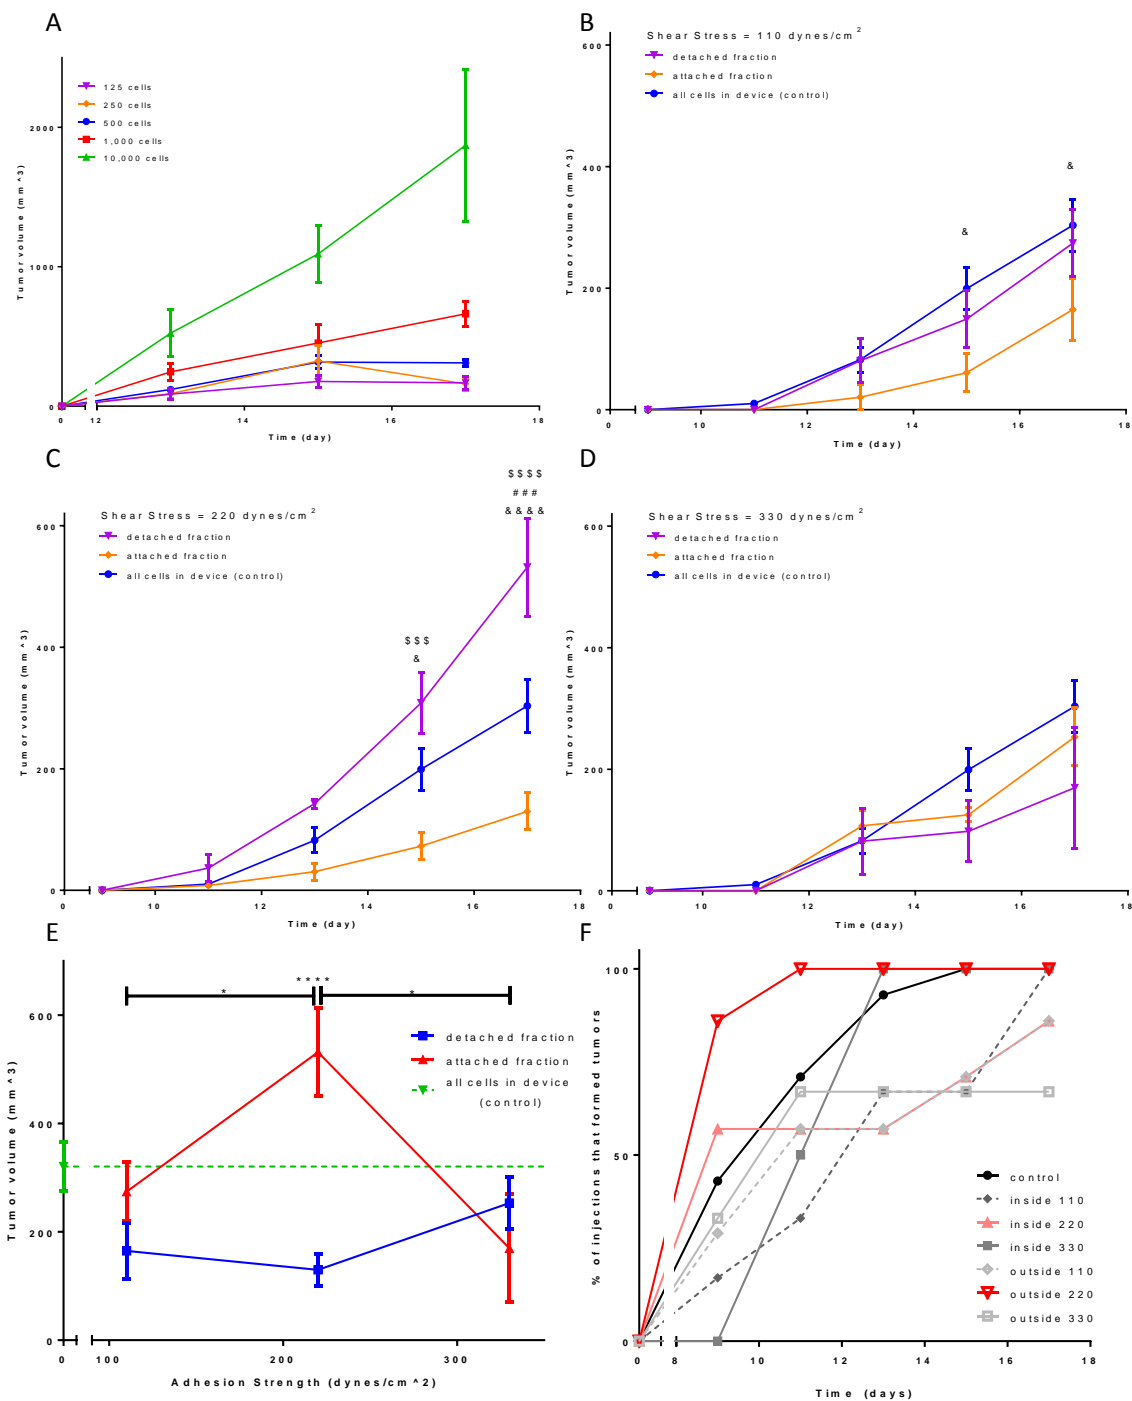 A
125 cells
250 cells
500 cells
1,000 cells
10,000 cells
Tumor volume (mm^3)
2000
1000
0
0 12 14 16 18
Time (day)
B
Shear Stress = 110 dynes/cm2
detached fraction
attached fraction
all cells in device (control)
&
&
Tumor volume (mm^3)
600
400
200
0
0 10 12 14 16 18
Time (day)
C
Shear Stress = 220 dynes/cm2
detached fraction
attached fraction
all cells in device (control)
$$$$
###
&&&&
$$$
&
Tumor volume (mm^3)
600
400
200
0
0 10 12 14 16 18
Time (day)
D
Shear Stress = 330 dynes/cm2
detached fraction
attached fraction
all cells in device (control)
Tumor volume (mm^3)
600
400
200
0
0 10 12 14 16 18
Time (day)
E
****
* *
detached fraction
attached fraction
all cells in device
(control)
Tumor volume (mm^3)
600
400
200
0
0 100 200 300
Adhesion Strength (dynes/cm^2)
F
% of injections that formed tumors
100
50
0
control
inside 110
inside 220
inside 330
outside 110
outside 220
outside 330
0 8 10 12 14 16 18
Time (days)